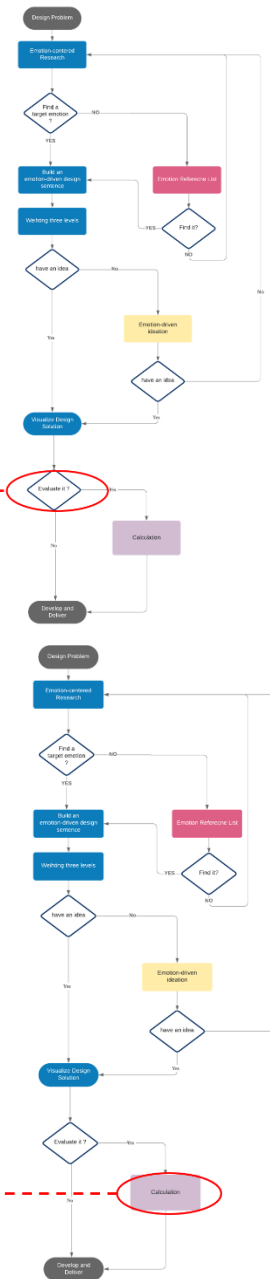 Design Problem
Emotion-centered
Research
Find a
target emotion
?
NO
YES
Build an
emotion-driven design
sentence
Emotion Referecne List
Weihting three levels
YES
Find it?
NO
have an idea
No
No
Yes
Emotion-driven
ideation
have an idea
Yes
Visualize Design
Solution
Evaluate it ?
Yes
Calculation
No
Develop and
Deliver
Design Problem
Emotion-centered
Research
Find a
target emotion
?
NO
YES
Build an
emotion-driven design
sentence
Emotion Referecne List
Weihting three levels
YES
Find it?
NO
have an idea
No
Yes
Emotion-driven
ideation
have an idea
Yes
Visualize Design
Solution
Evaluate it ?
Yes
Calculation
No
Develop and
Deliver